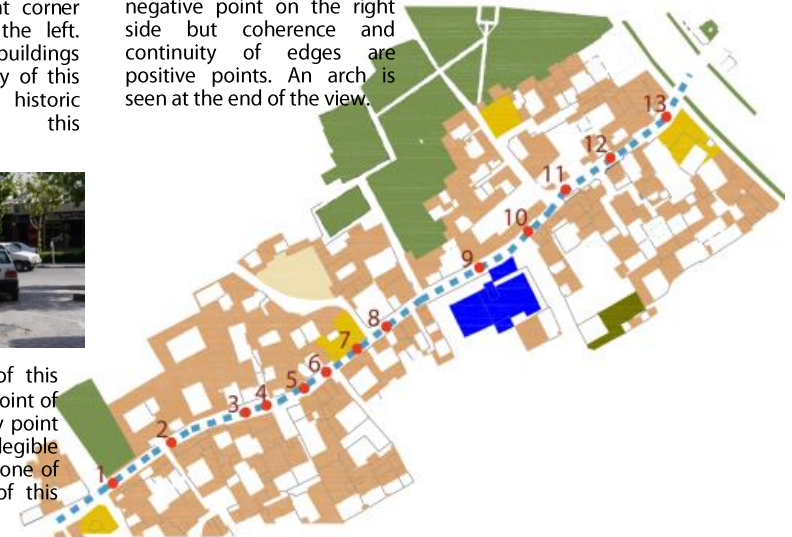 nt corner
the left.
buildings
y of this
historic
this
negative point on the right
side but coherence and
continuity of edges are
positive points. An arch is
seen at the end of the view.
of this
oint of
point
legible
one of
of this
1
2
3
4
5
6
7
8
9
10
11
12
13